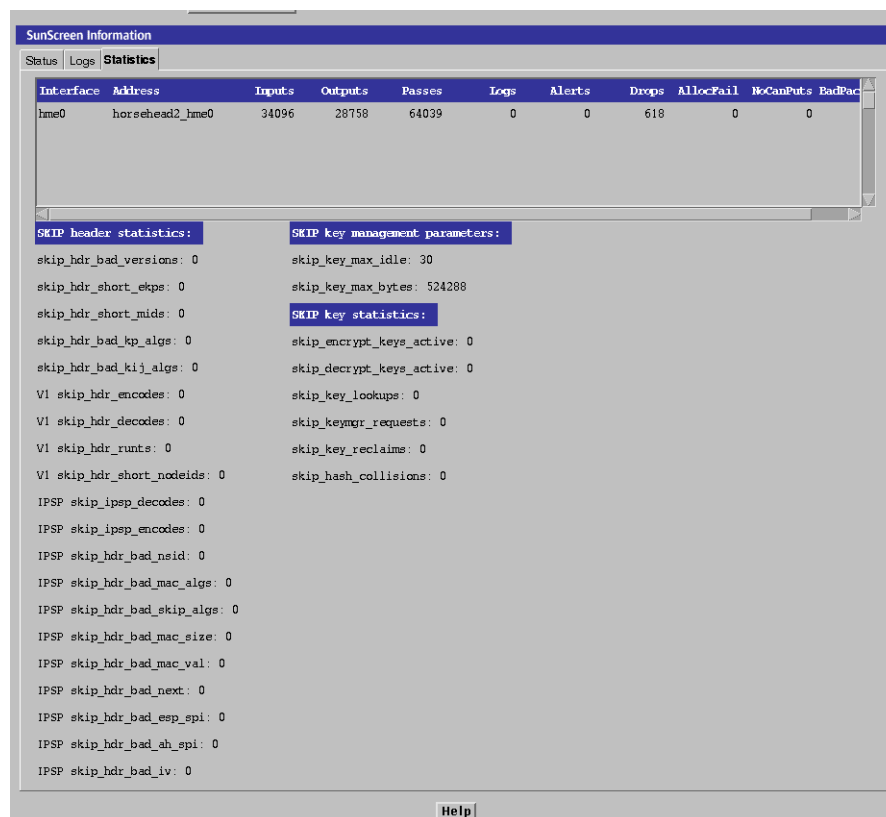 SunScreen Information
Status Logs Statistics
Interface Address Inputs Outputs Passes Logs Alerts Drops AllocFail NoCanPuts BadPac
hme0 horsehead2_hme0 34096 28758 64039 0 0 618 0 0
SKIP header statistics:
skip_hdr_bad_versions: 0
skip_hdr_short_ekps: 0
skip_hdr_short_mids: 0
skip_hdr_bad_kp_algs: 0
skip_hdr_bad_kij_algs: 0
V1 skip_hdr_encodes: 0
V1 skip_hdr_decodes: 0
V1 skip_hdr_runts: 0
V1 skip_hdr_short_nodeids: 0
IPSP skip_ipsp_decodes: 0
IPSP skip_ipsp_encodes: 0
IPSP skip_hdr_bad_nsid: 0
IPSP skip_hdr_bad_mac_algs: 0
IPSP skip_hdr_bad_skip_algs: 0
IPSP skip_hdr_bad_mac_size: 0
IPSP skip_hdr_bad_mac_val: 0
IPSP skip_hdr_bad_next: 0
IPSP skip_hdr_bad_esp_spi: 0
IPSP skip_hdr_bad_ah_spi: 0
IPSP skip_hdr_bad_iv: 0
SKIP key management parameters:
skip_key_max_idle: 30
skip_key_max_bytes: 524288
SKIP key statistics:
skip_encrypt_keys_active: 0
skip_decrypt_keys_active: 0
skip_key_lookups: 0
skip_keymgr_requests: 0
skip_key_reclaims: 0
skip_hash_collisions: 0
Help